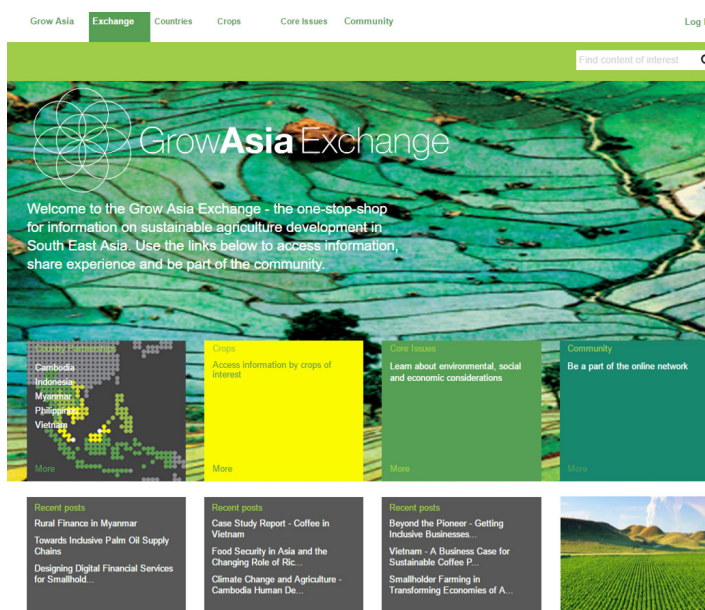 Grow Asia Exchange Countries Crops Core Issues Community Log
Find content of interest
GrowAsia Exchange
Welcome to the Grow Asia Exchange - the one-stop-shop
for information on sustainable agriculture development in
South East Asia. Use the links below to access information,
share experience and be part of the community.
Cambodia
Indonesia
Myanmar
Philippines
Vietnam
More
Crops
Access information by crops of
interest
More
Core Issues
Learn about environmental, social
and economic considerations
More
Community
Be a part of the online network
More
Recent posts
Rural Finance in Myanmar
Towards Inclusive Palm Oil Supply
Chains
Designing Digital Financial Services
for Smallhold...
Recent posts
Case Study Report - Coffee in
Vietnam
Food Security in Asia and the
Changing Role of Ric...
Climate Change and Agriculture -
Cambodia Human De...
Recent posts
Beyond the Pioneer - Getting
Inclusive Businesses...
Vietnam - A Business Case for
Sustainable Coffee P...
Smallholder Farming in
Transforming Economies of A...